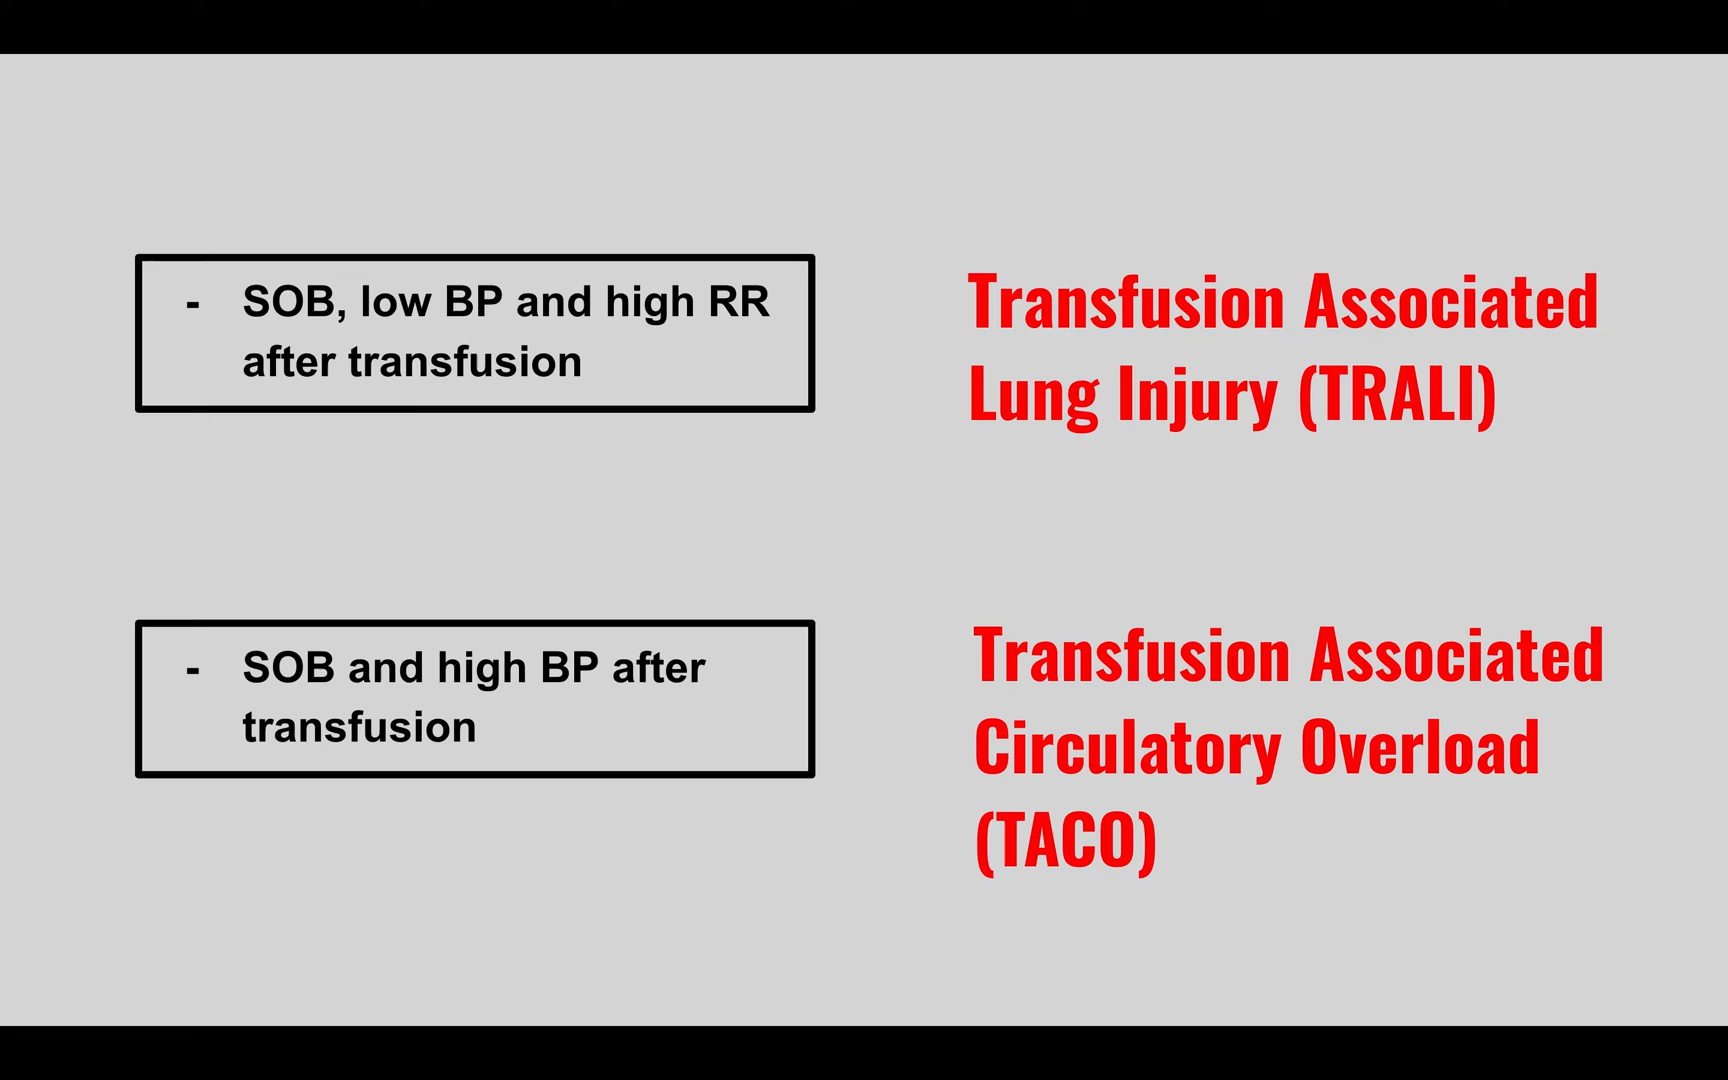 - SOB, low BP and high RR
after transfusion
Transfusion Associated
Lung Injury (TRALI)
- SOB and high BP after
transfusion
Transfusion Associated
Circulatory Overload
(TACO)